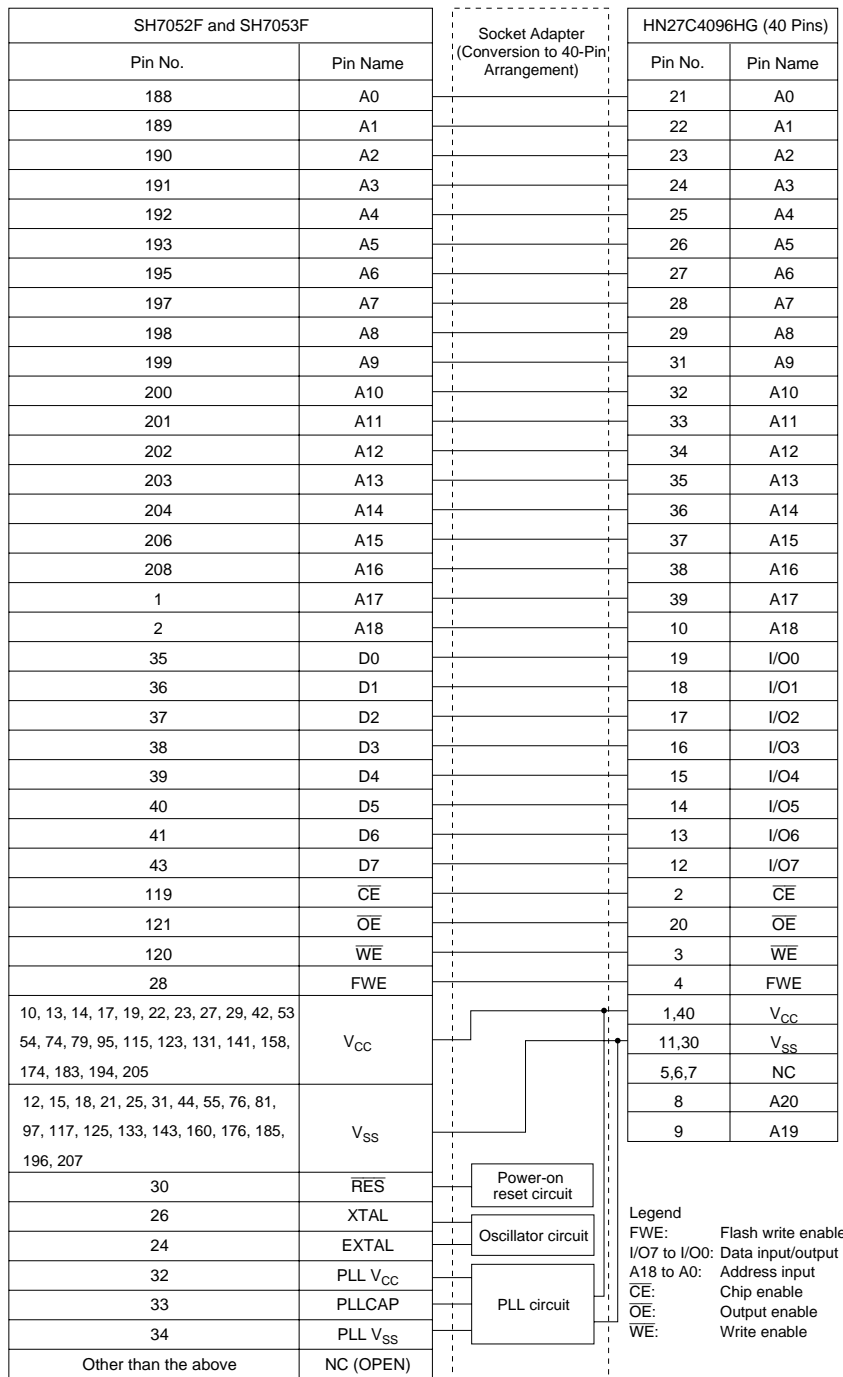 SH7052F and SH7053F
Socket Adapter
(Conversion to 40-Pin
Arrangement)
HN27C4096HG (40 Pins)
Pin No. Pin Name Pin No. Pin Name
188 A0 21 A0
189 A1 22 A1
190 A2 23 A2
191 A3 24 A3
192 A4 25 A4
193 A5 26 A5
195 A6 27 A6
197 A7 28 A7
198 A8 29 A8
199 A9 31 A9
200 A10 32 A10
201 A11 33 A11
202 A12 34 A12
203 A13 35 A13
204 A14 36 A14
206 A15 37 A15
208 A16 38 A16
1 A17 39 A17
2 A18 10 A18
35 D0 19 I/O0
36 D1 18 I/O1
37 D2 17 I/O2
38 D3 16 I/O3
39 D4 15 I/O4
40 D5 14 I/O5
41 D6 13 I/O6
43 D7 12 I/O7
119 C̅E̅ 2 C̅E̅
121 O̅E̅ 20 O̅E̅
120 W̅E̅ 3 W̅E̅
28 FWE 4 FWE
10, 13, 14, 17, 19, 22, 23, 27, 29, 42, 53
54, 74, 79, 95, 115, 123, 131, 141, 158,
174, 183, 194, 205
VCC
1,40 VCC
11,30 VSS
5,6,7 NC
8 A20
9 A19
12, 15, 18, 21, 25, 31, 44, 55, 76, 81,
97, 117, 125, 133, 143, 160, 176, 185,
196, 207
VSS
30 R̅E̅S̅
26 XTAL
24 EXTAL
32 PLL VCC
33 PLLCAP
34 PLL VSS
Other than the above NC (OPEN)
Power-on
reset circuit
Oscillator circuit
PLL circuit
Legend
FWE: Flash write enable
I/O7 to I/O0: Data input/output
A18 to A0: Address input
C̅E̅: Chip enable
O̅E̅: Output enable
W̅E̅: Write enable